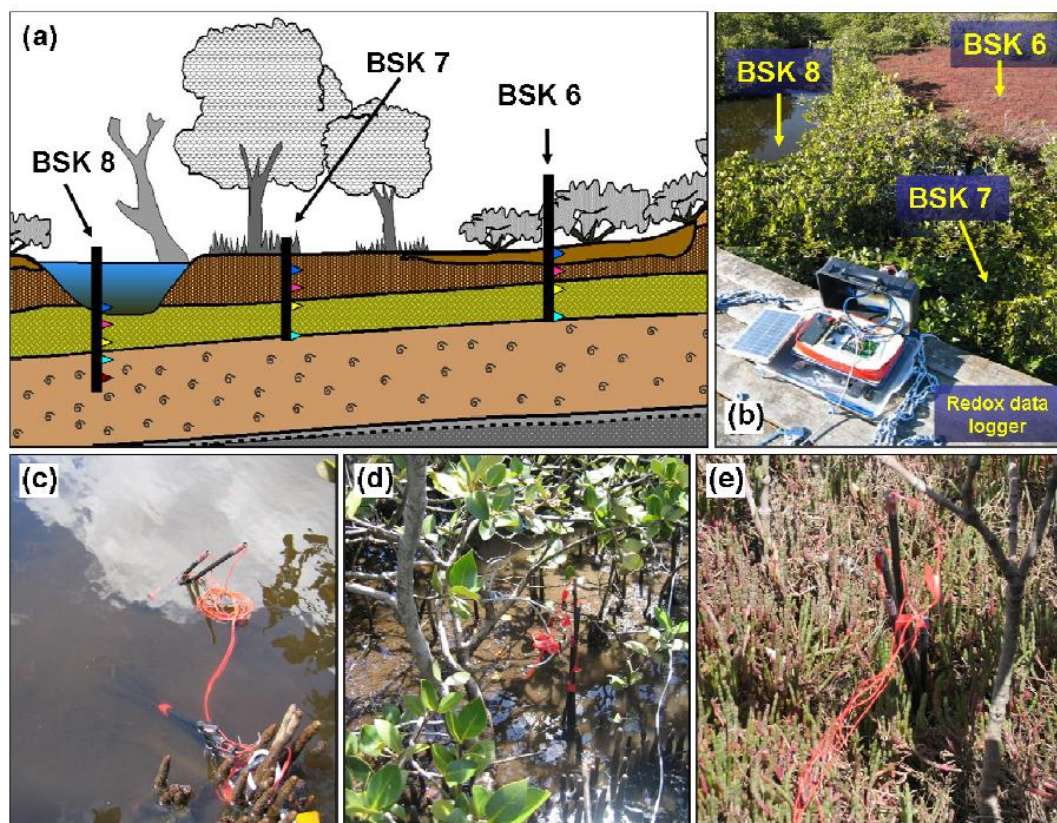 (a)
BSK 7
BSK 6
BSK 8
BSK 6
BSK 8
BSK 7
(b)
Redox data
logger
(c)
(d)
(e)